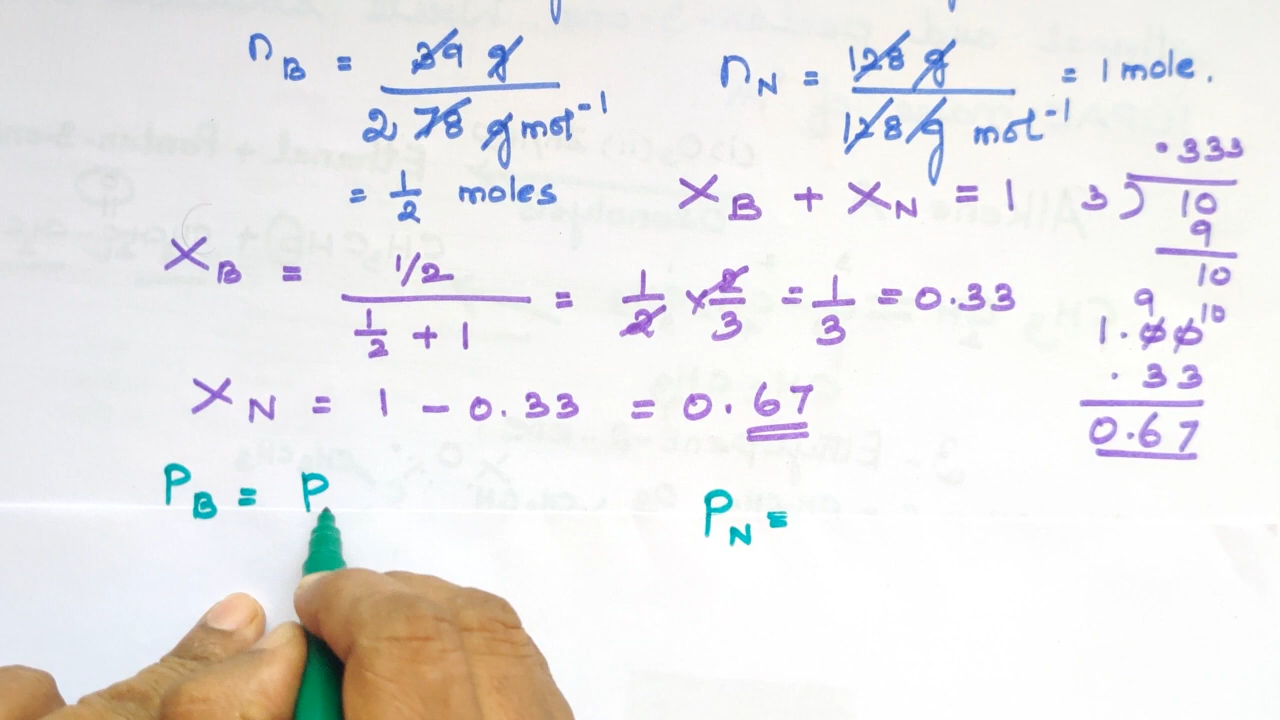 n_B = 39 g / 2 78 g mol⁻¹
n_N = 128 g / 128 g mol⁻¹ = 1 mole.
= 1/2 moles
X_B + X_N = 1
.333
3) 10
9
10
X_B = 1/2 / 1/2 + 1 = 1/2 × 2/3 = 1/3 = 0.33
9 10
1.00
.33
0.67
X_N = 1 - 0.33 = 0.67
P_B = P
P_N =